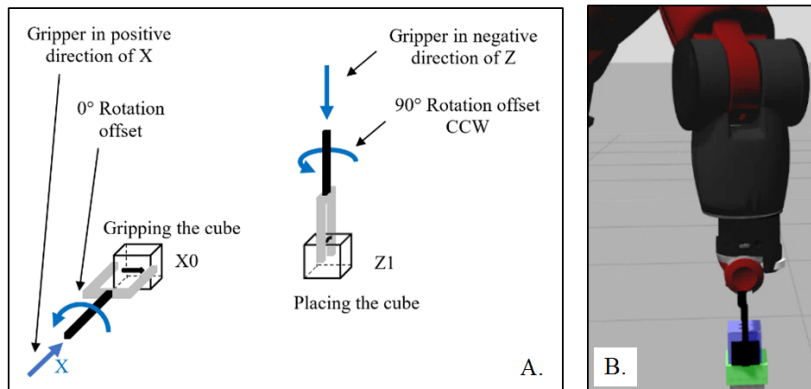 Gripper in positive
direction of X
0° Rotation
offset
Gripping the cube
X0
X
Gripper in negative
direction of Z
90° Rotation offset
CCW
Z1
Placing the cube
A.
B.